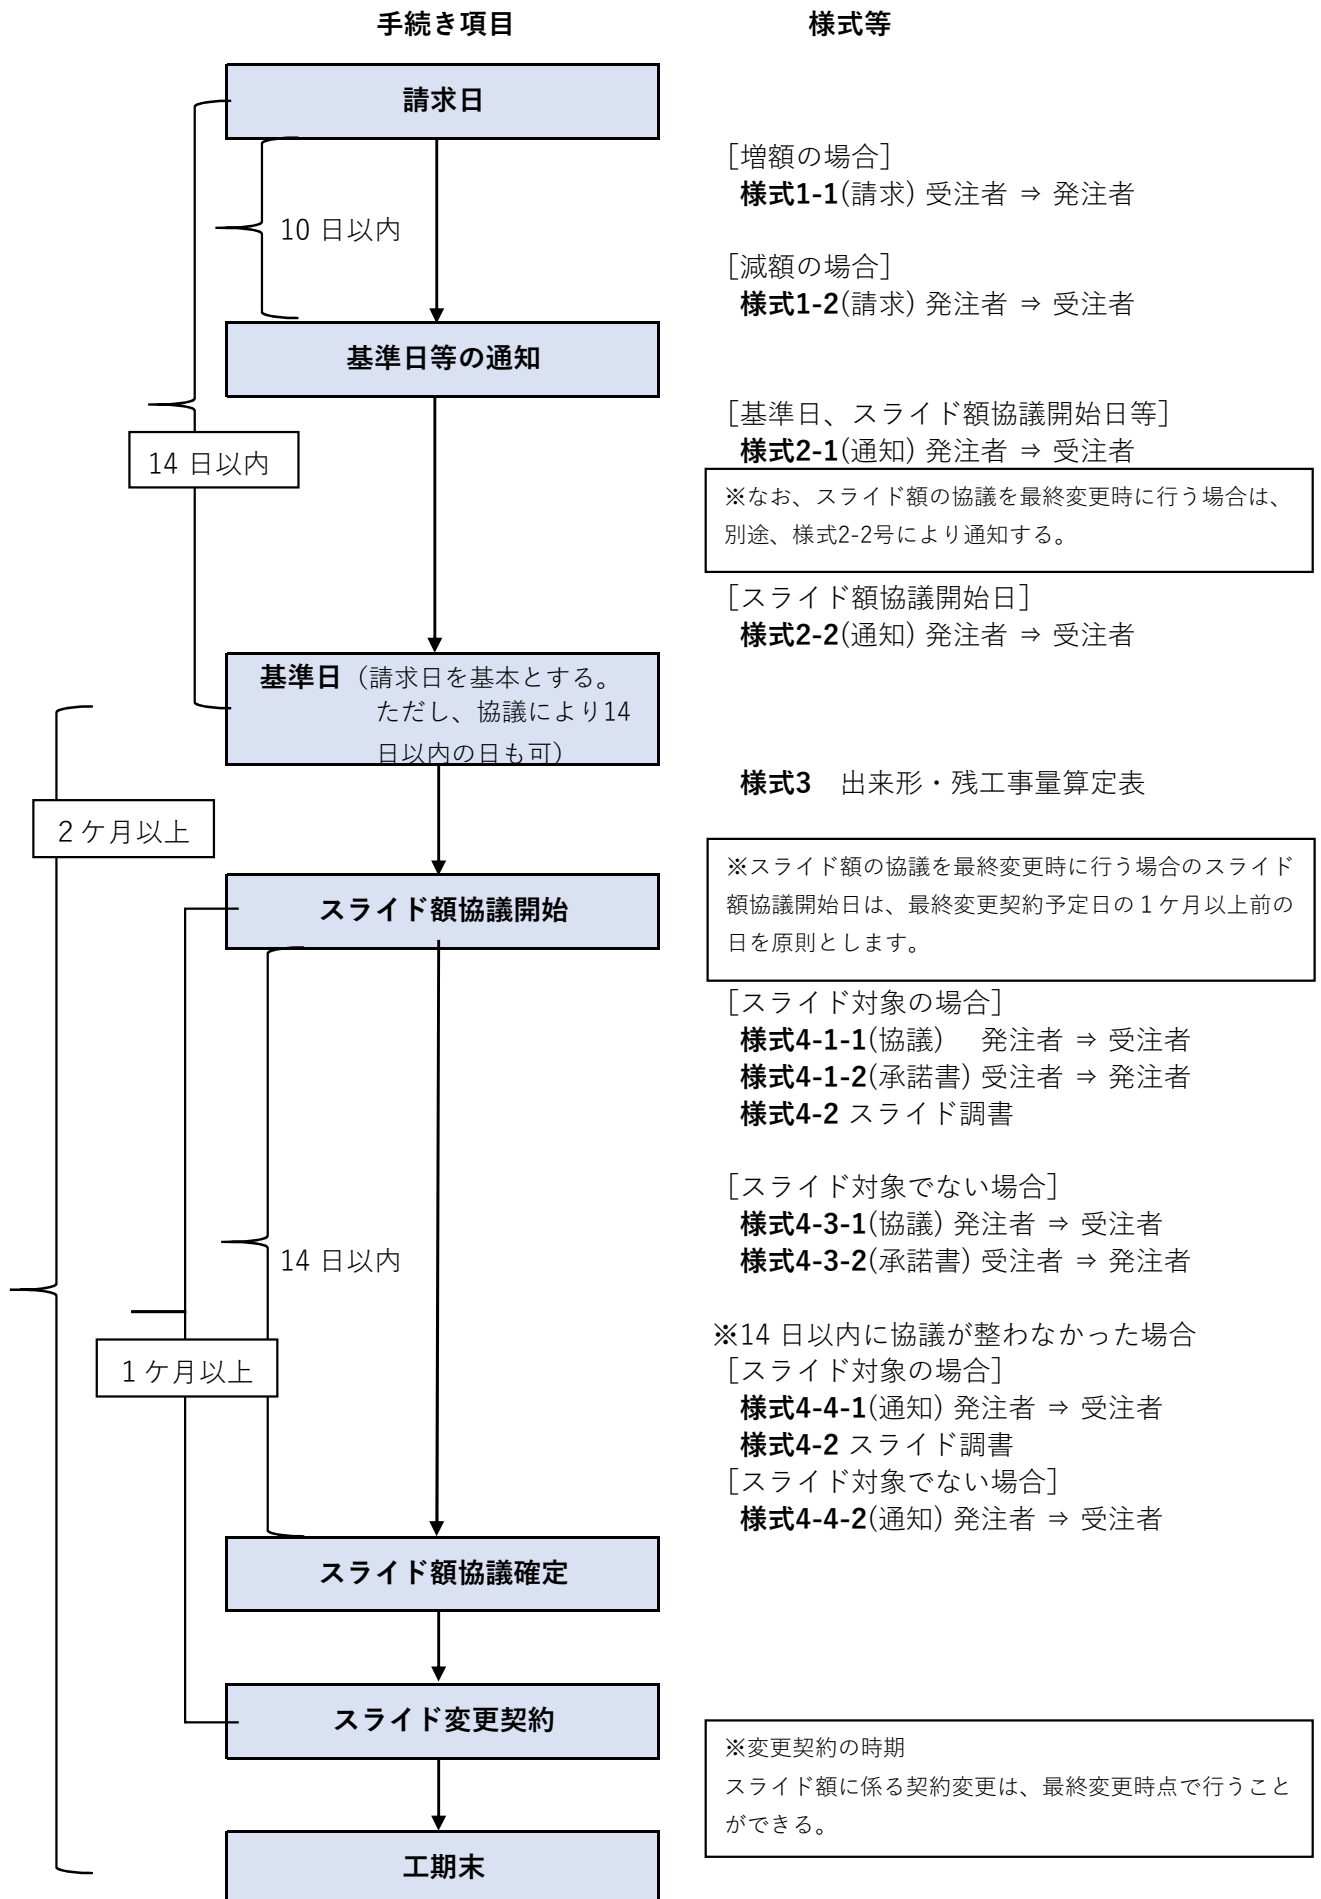 手続き項目
様式等
請求日
10 日以内
[増額の場合]
様式1-1(請求) 受注者 ⇒ 発注者
[減額の場合]
様式1-2(請求) 発注者 ⇒ 受注者
基準日等の通知
14 日以内
[基準日、スライド額協議開始日等]
様式2-1(通知) 発注者 ⇒ 受注者
※なお、スライド額の協議を最終変更時に行う場合は、
別途、様式2-2号により通知する。
[スライド額協議開始日]
様式2-2(通知) 発注者 ⇒ 受注者
基準日（請求日を基本とする。
ただし、協議により14
日以内の日も可）
様式3　出来形・残工事量算定表
２ケ月以上
※スライド額の協議を最終変更時に行う場合のスライド
額協議開始日は、最終変更契約予定日の１ケ月以上前の
日を原則とします。
スライド額協議開始
[スライド対象の場合]
様式4-1-1(協議)　発注者 ⇒ 受注者
様式4-1-2(承諾書) 受注者 ⇒ 発注者
様式4-2 スライド調書
[スライド対象でない場合]
様式4-3-1(協議) 発注者 ⇒ 受注者
様式4-3-2(承諾書) 受注者 ⇒ 発注者
14 日以内
１ケ月以上
※14 日以内に協議が整わなかった場合
[スライド対象の場合]
様式4-4-1(通知) 発注者 ⇒ 受注者
様式4-2 スライド調書
[スライド対象でない場合]
様式4-4-2(通知) 発注者 ⇒ 受注者
スライド額協議確定
スライド変更契約
※変更契約の時期
スライド額に係る契約変更は、最終変更時点で行うこと
ができる。
工期末